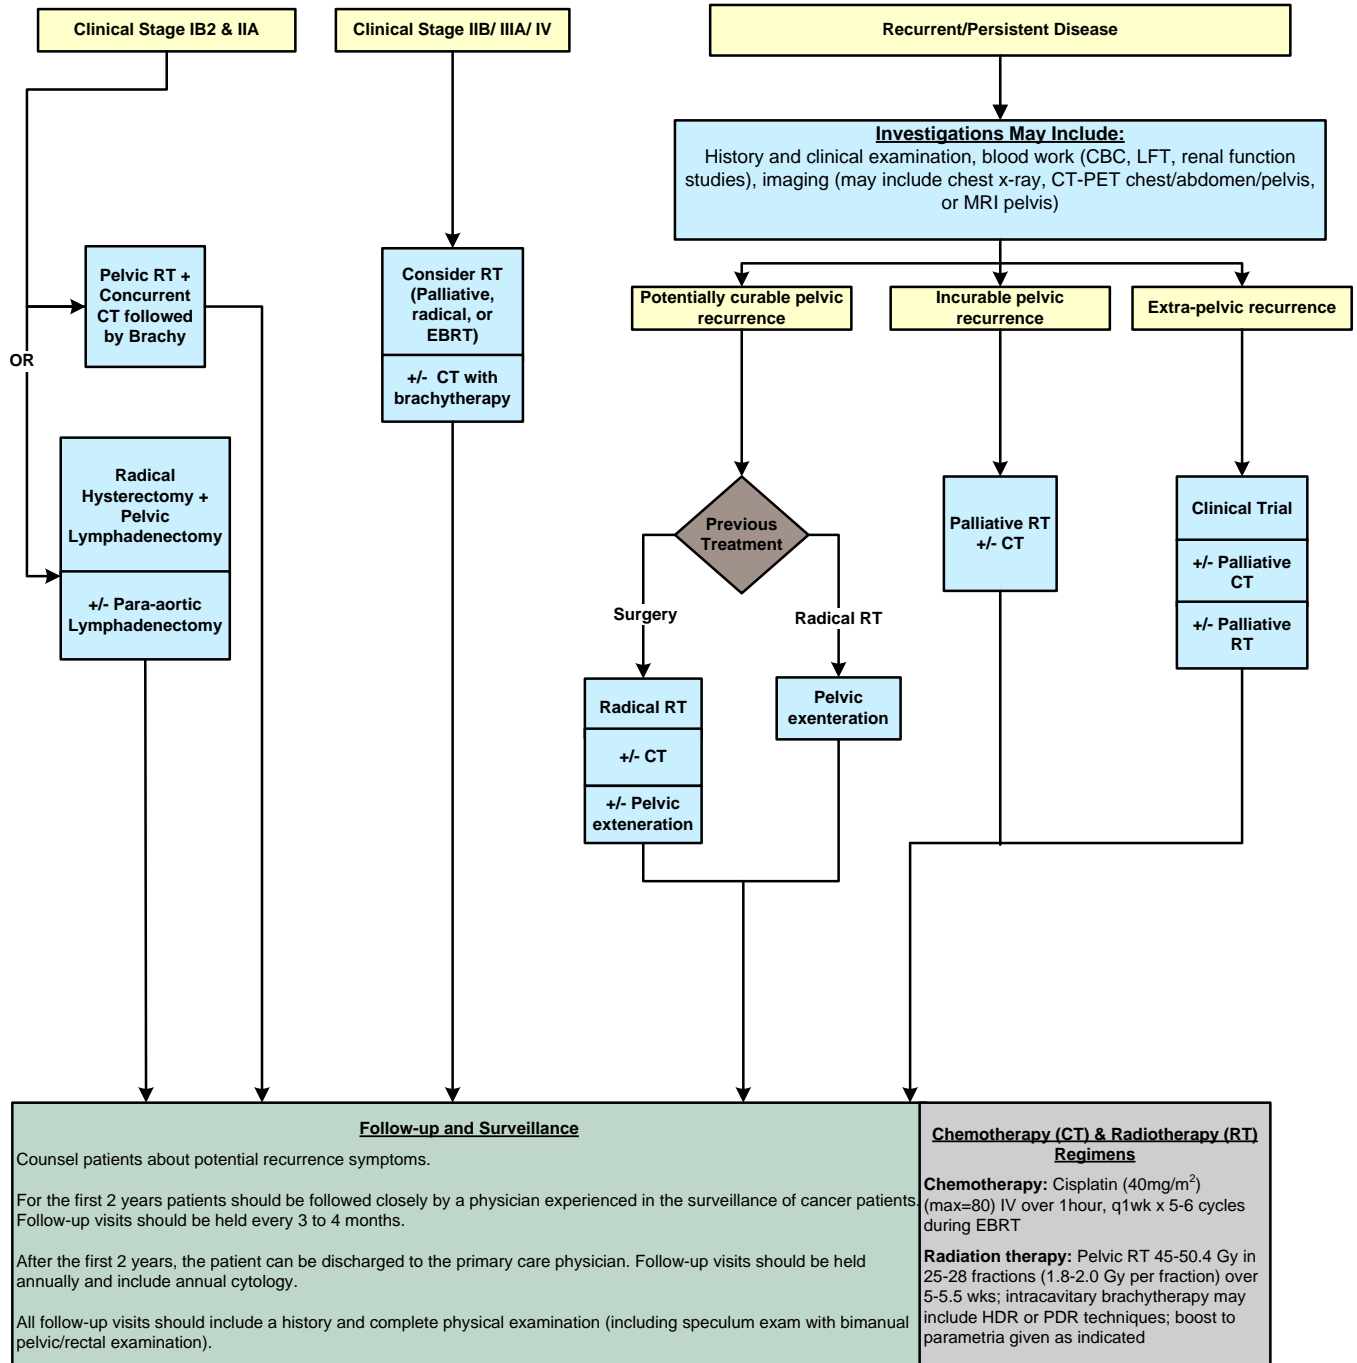 Clinical Stage IB2 & IIA
Clinical Stage IIB/ IIIA/ IV
Recurrent/Persistent Disease
Investigations May Include:
History and clinical examination, blood work (CBC, LFT, renal function
studies), imaging (may include chest x-ray, CT-PET chest/abdomen/pelvis,
or MRI pelvis)
Pelvic RT +
Concurrent
CT followed
by Brachy
OR
Radical
Hysterectomy +
Pelvic
Lymphadenectomy
+/- Para-aortic
Lymphadenectomy
Consider RT
(Palliative,
radical, or
EBRT)
+/- CT with
brachytherapy
Potentially curable pelvic
recurrence
Incurable pelvic
recurrence
Extra-pelvic recurrence
Previous
Treatment
Surgery
Radical RT
Radical RT
+/- CT
+/- Pelvic
exteneration
Pelvic
exenteration
Palliative RT
+/- CT
Clinical Trial
+/- Palliative
CT
+/- Palliative
RT
Follow-up and Surveillance
Counsel patients about potential recurrence symptoms.
For the first 2 years patients should be followed closely by a physician experienced in the surveillance of cancer patients.
Follow-up visits should be held every 3 to 4 months.
After the first 2 years, the patient can be discharged to the primary care physician. Follow-up visits should be held
annually and include annual cytology.
All follow-up visits should include a history and complete physical examination (including speculum exam with bimanual
pelvic/rectal examination).
Chemotherapy (CT) & Radiotherapy (RT)
Regimens
Chemotherapy: Cisplatin (40mg/m²)
(max=80) IV over 1hour, q1wk x 5-6 cycles
during EBRT
Radiation therapy: Pelvic RT 45-50.4 Gy in
25-28 fractions (1.8-2.0 Gy per fraction) over
5-5.5 wks; intracavitary brachytherapy may
include HDR or PDR techniques; boost to
parametria given as indicated